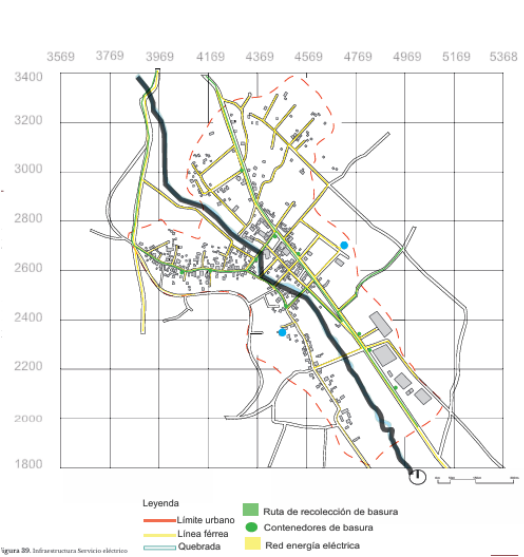 3569 3769 3969 4169 4369 4569 4769 4969 5169 5368
3400
3200
3000
2800
2600
2400
2200
2000
1800
Leyenda
Límite urbano
Línea férrea
Quebrada
Ruta de recolección de basura
Contenedores de basura
Red energía eléctrica
igura 89. Infraestructura Servicio eléctrico